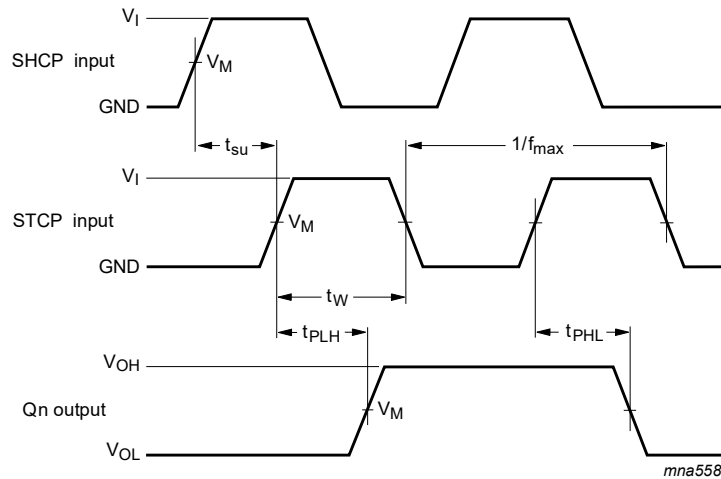 V_I
SHCP input
V_M
GND
t_su
1/f_max
V_I
STCP input
V_M
GND
t_W
t_PLH
t_PHL
V_OH
Qn output
V_M
V_OL
mna558